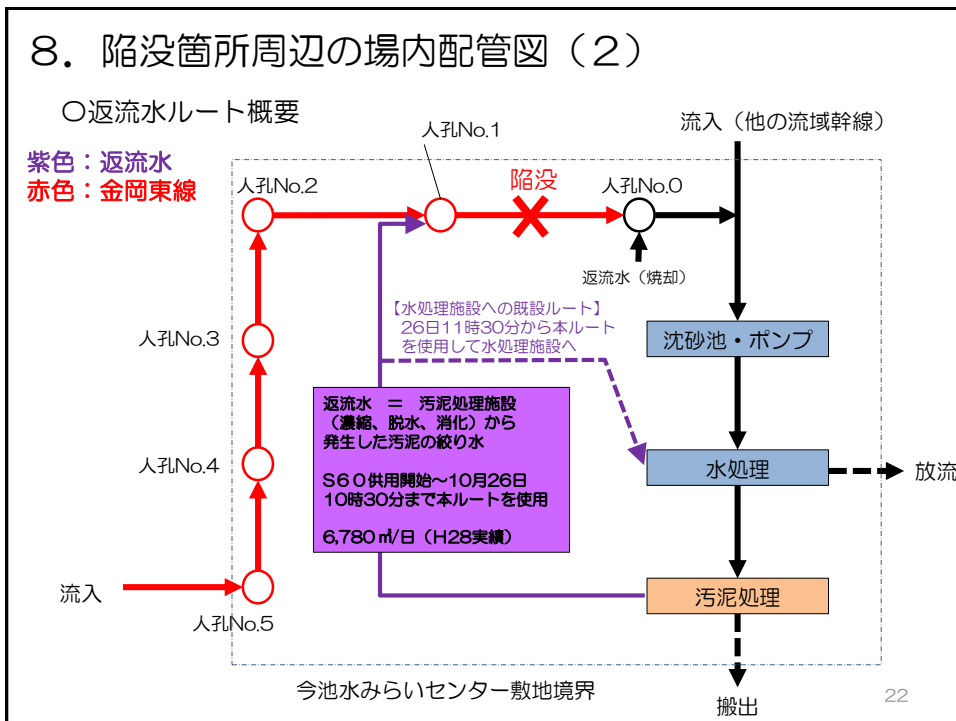 ８．陥没箇所周辺の場内配管図（２）
〇返流水ルート概要
紫色：返流水
赤色：金岡東線
人孔No.1
流入（他の流域幹線）
人孔No.2
陥没
人孔No.0
返流水（焼却）
【水処理施設への既設ルート】
26日11時30分から本ルート
を使用して水処理施設へ
人孔No.3
沈砂池・ポンプ
返流水　＝　汚泥処理施設
（濃縮、脱水、消化）から
発生した汚泥の絞り水
Ｓ６０供用開始～10月26日
10時30分まで本ルートを使用
6,780㎥/日（H28実績）
人孔No.4
水処理
放流
流入
人孔No.5
汚泥処理
今池水みらいセンター敷地境界
搬出
22